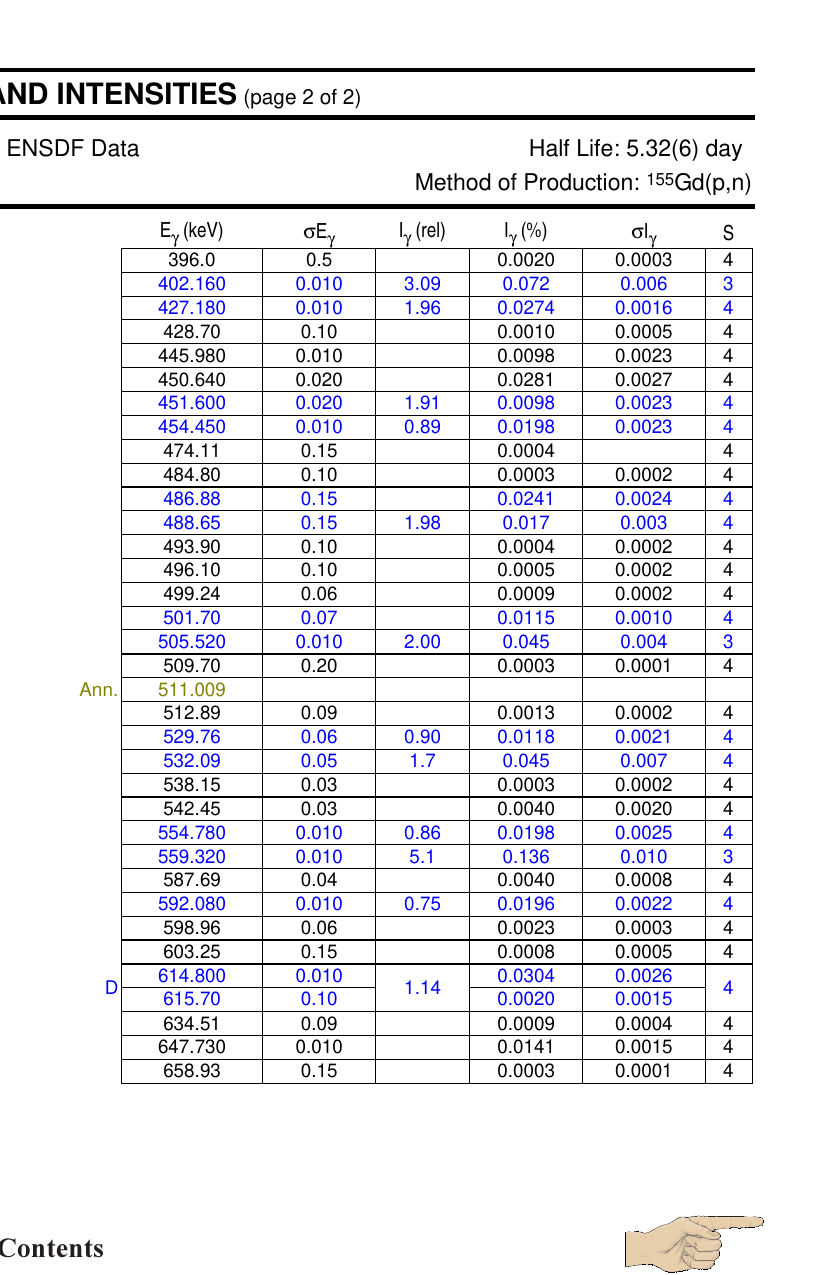 AND INTENSITIES (page 2 of 2)
ENSDF Data Half Life: 5.32(6) day
Method of Production: ¹⁵⁵Gd(p,n)
Eγ (keV) σEγ Iγ (rel) Iγ (%) σIγ S
396.0 0.5 0.0020 0.0003 4
402.160 0.010 3.09 0.072 0.006 3
427.180 0.010 1.96 0.0274 0.0016 4
428.70 0.10 0.0010 0.0005 4
445.980 0.010 0.0098 0.0023 4
450.640 0.020 0.0281 0.0027 4
451.600 0.020 1.91 0.0098 0.0023 4
454.450 0.010 0.89 0.0198 0.0023 4
474.11 0.15 0.0004 4
484.80 0.10 0.0003 0.0002 4
486.88 0.15 0.0241 0.0024 4
488.65 0.15 1.98 0.017 0.003 4
493.90 0.10 0.0004 0.0002 4
496.10 0.10 0.0005 0.0002 4
499.24 0.06 0.0009 0.0002 4
501.70 0.07 0.0115 0.0010 4
505.520 0.010 2.00 0.045 0.004 3
509.70 0.20 0.0003 0.0001 4
Ann. 511.009
512.89 0.09 0.0013 0.0002 4
529.76 0.06 0.90 0.0118 0.0021 4
532.09 0.05 1.7 0.045 0.007 4
538.15 0.03 0.0003 0.0002 4
542.45 0.03 0.0040 0.0020 4
554.780 0.010 0.86 0.0198 0.0025 4
559.320 0.010 5.1 0.136 0.010 3
587.69 0.04 0.0040 0.0008 4
592.080 0.010 0.75 0.0196 0.0022 4
598.96 0.06 0.0023 0.0003 4
603.25 0.15 0.0008 0.0005 4
D 614.800 0.010 1.14 0.0304 0.0026 4
615.70 0.10 0.0020 0.0015
634.51 0.09 0.0009 0.0004 4
647.730 0.010 0.0141 0.0015 4
658.93 0.15 0.0003 0.0001 4
Contents